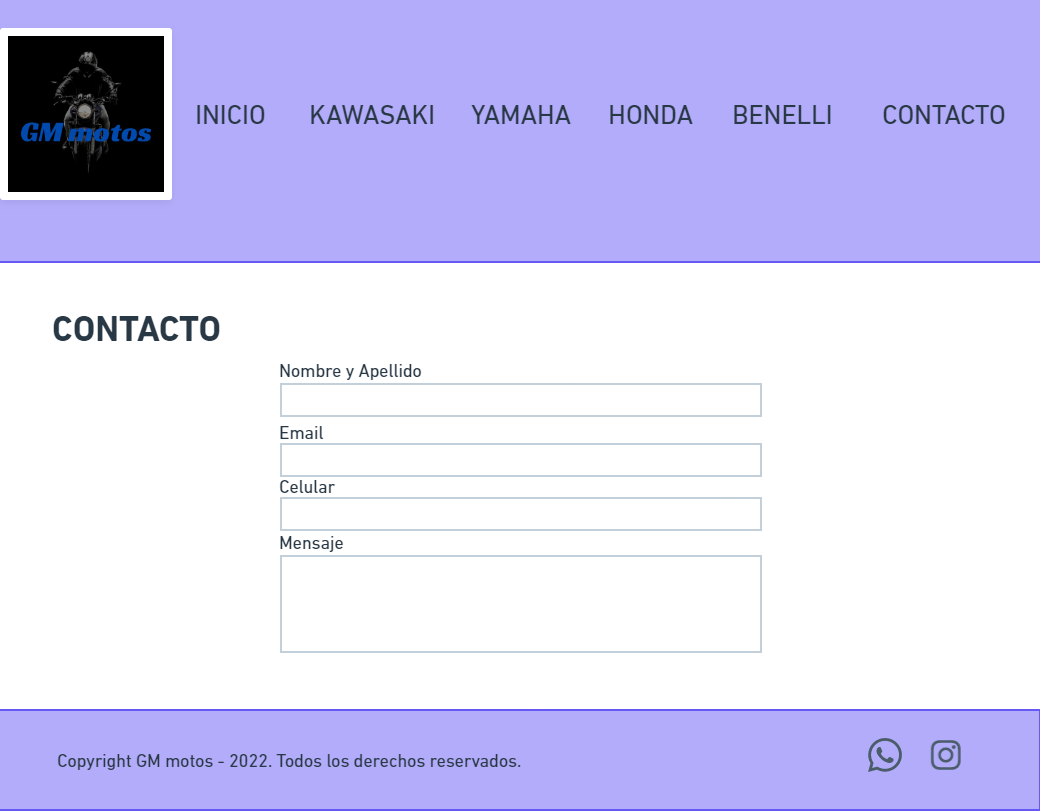 GM motos
INICIO KAWASAKI YAMAHA HONDA BENELLI CONTACTO
CONTACTO
Nombre y Apellido
Email
Celular
Mensaje
Copyright GM motos - 2022. Todos los derechos reservados.